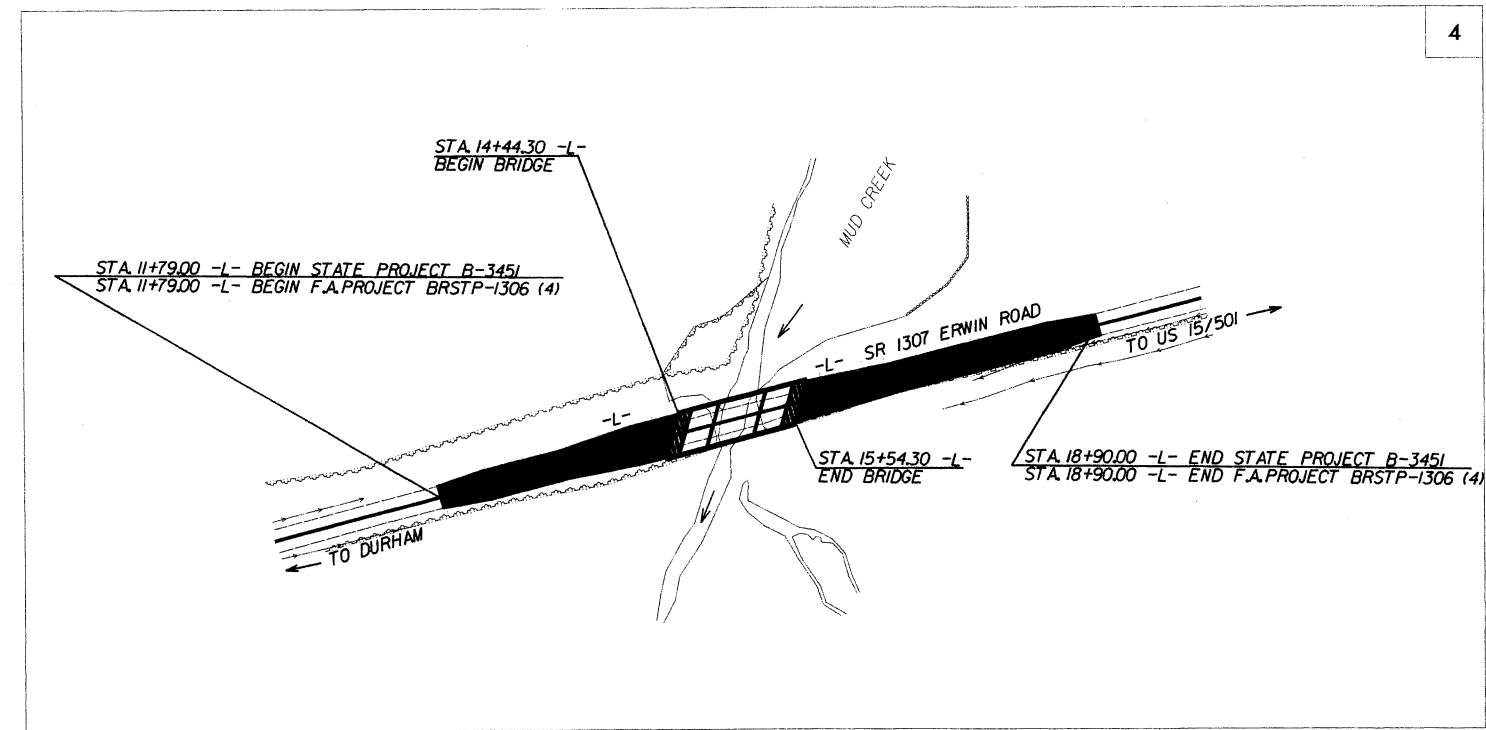 4
STA. 14+44.30 -L-
BEGIN BRIDGE
MUD CREEK
STA. 11+79.00 -L- BEGIN STATE PROJECT B-3451
STA. 11+79.00 -L- BEGIN F.A. PROJECT BRSTP-1306 (4)
-L- SR 1307 ERWIN ROAD
TO US 15/501
-L-
STA. 15+54.30 -L-
END BRIDGE
STA. 18+90.00 -L- END STATE PROJECT B-3451
STA. 18+90.00 -L- END F.A. PROJECT BRSTP-1306 (4)
TO DURHAM